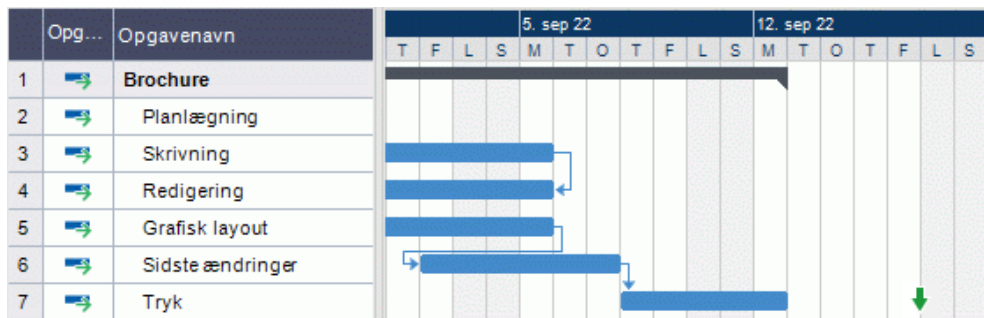 Opg... Opgavenavn 5. sep 22 12. sep 22
T F L S M T O T F L S M T O T F L S
1 Brochure
2 Planlægning
3 Skrivning
4 Redigering
5 Grafisk layout
6 Sidste ændringer
7 Tryk